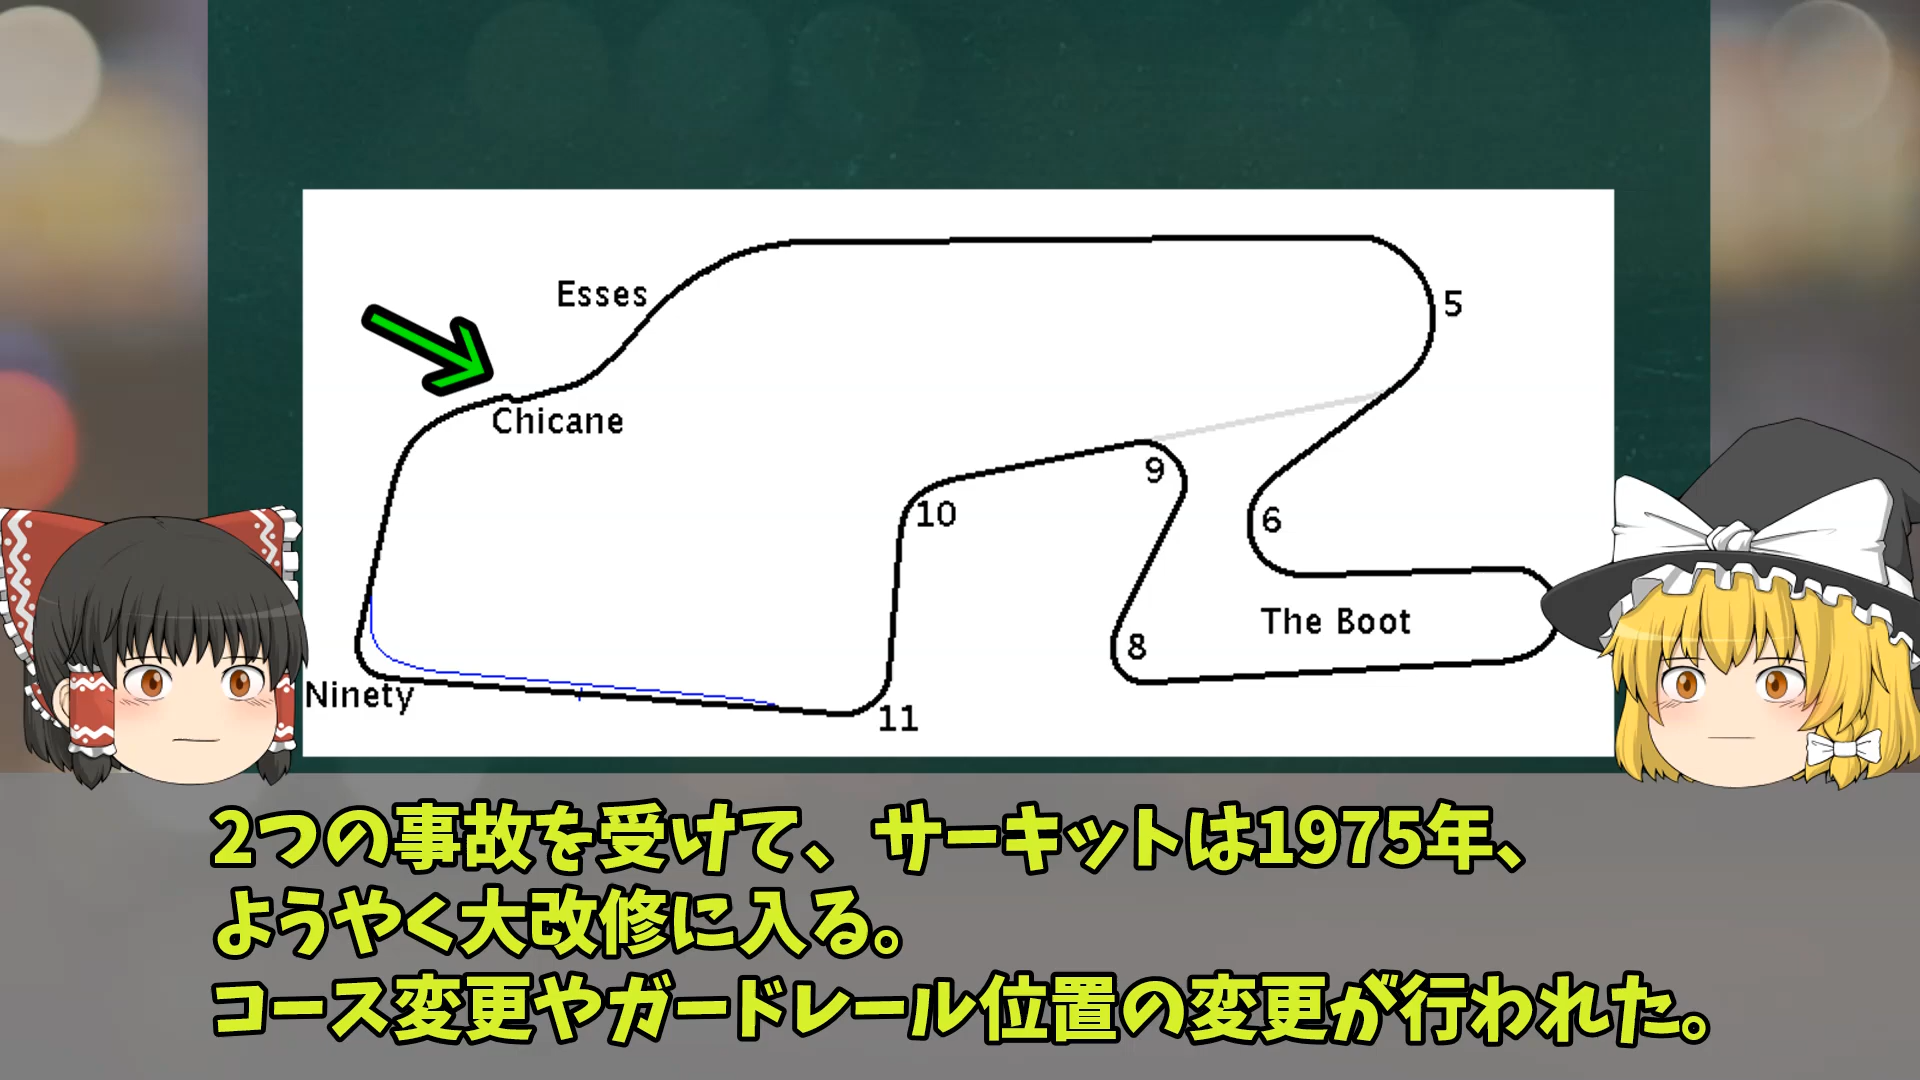 Esses
5
Chicane
9
10
6
The Boot
8
Ninety
11
2つの事故を受けて、サーキットは1975年、
ようやく大改修に入る。
コース変更やガードレール位置の変更が行われた。